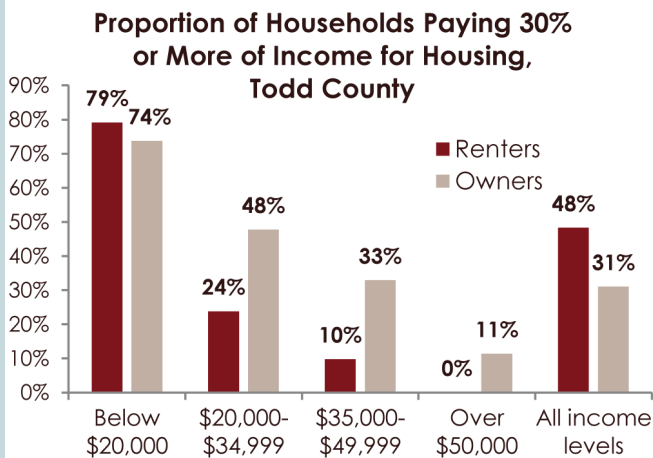 Proportion of Households Paying 30%
or More of Income for Housing,
Todd County
90%
80%
70%
60%
50%
40%
30%
20%
10%
0%
79%
74%
24%
48%
10%
33%
0%
11%
48%
31%
Renters
Owners
Below
$20,000
$20,000-
$34,999
$35,000-
$49,999
Over
$50,000
All income
levels